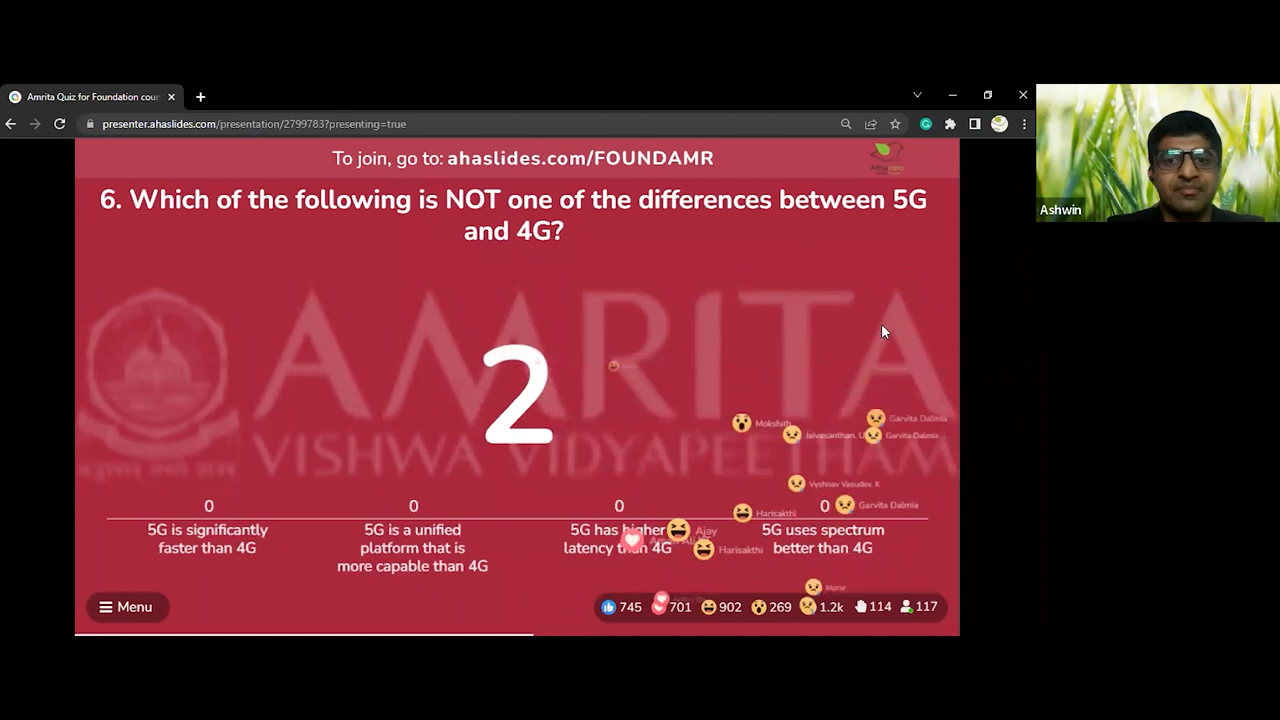 Amrita Quiz for Foundation cour
presenter.ahaslides.com/presentation/2799783?presenting=true
To join, go to: ahaslides.com/FOUNDAMR
6. Which of the following is NOT one of the differences between 5G
and 4G?
AMRITA
VISHWA VIDYAPEETHAM
2
Mokshith
Garvita Dalmia
Jaivasanthan, U
Garvita Dalmia
Vyshnav Vasudev. K
Garvita Dalmia
Harisakthi
Ajay
Harisakthi
0
0
0
0
5G is significantly
faster than 4G
5G is a unified
platform that is
more capable than 4G
5G has higher
latency than 4G
5G uses spectrum
better than 4G
Menu
745 701 902 269 1.2k 114 117
Ashwin